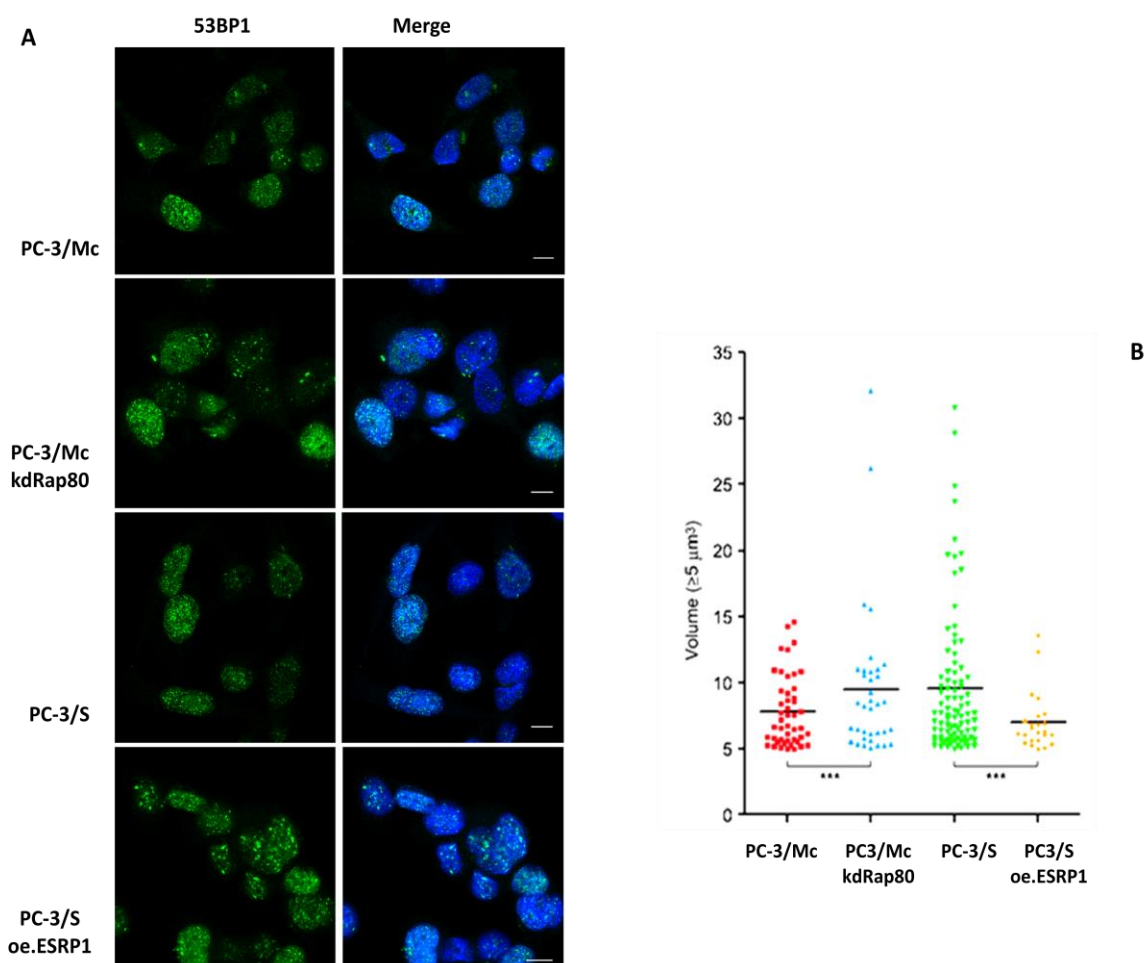 A
53BP1
Merge
PC-3/Mc
PC-3/Mc
kdRap80
PC-3/S
PC-3/S
oe.ESRP1
B
Volume (≥5 μm³)
35
30
25
20
15
10
5
0
***
***
PC-3/Mc
PC3/Mc
kdRap80
PC-3/S
PC3/S
oe.ESRP1